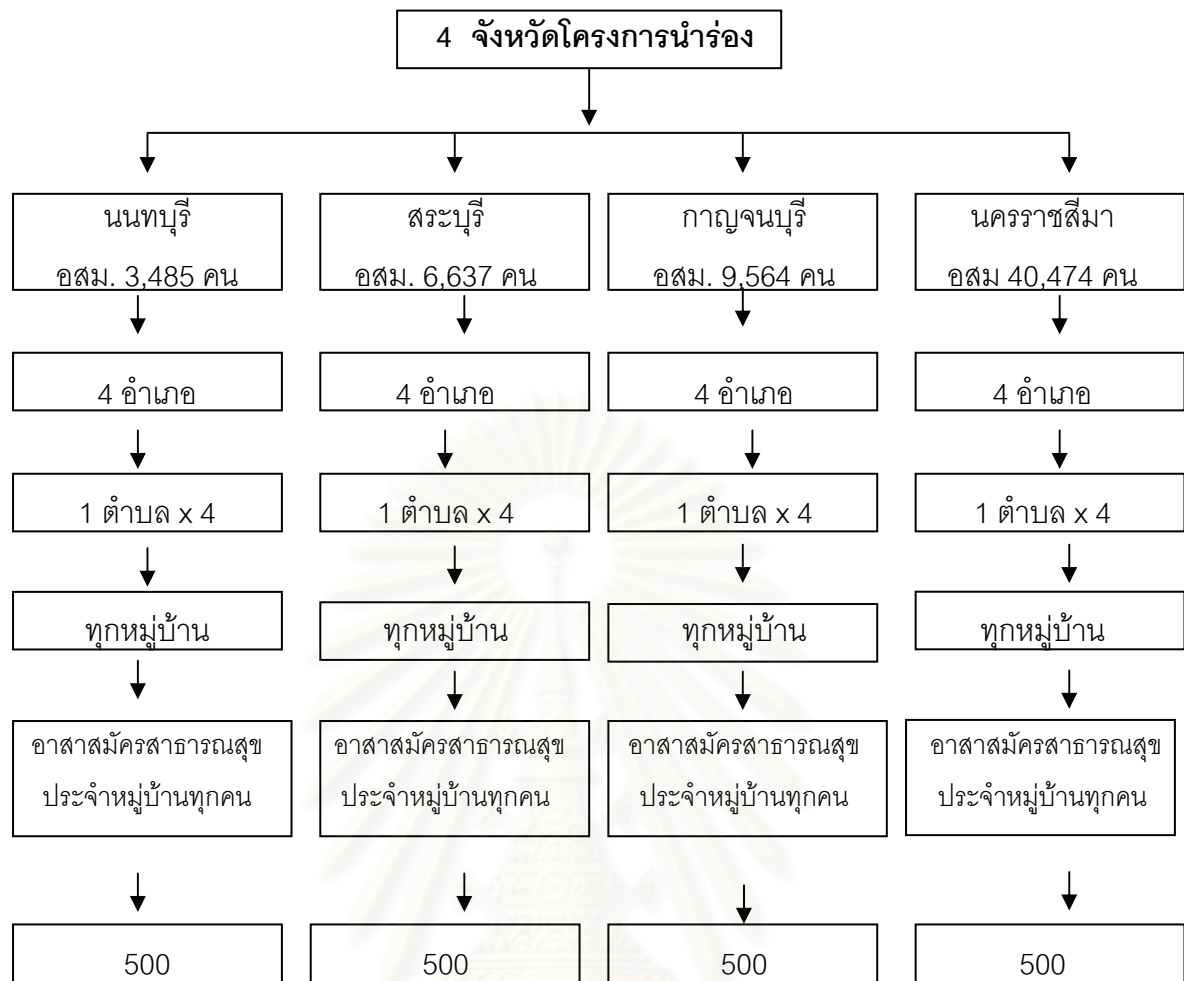 4 จังหวัดโครงการนำร่อง
นนทบุรี
อสม. 3,485 คน
สระบุรี
อสม. 6,637 คน
กาญจนบุรี
อสม. 9,564 คน
นครราชสีมา
อสม 40,474 คน
4 อำเภอ
4 อำเภอ
4 อำเภอ
4 อำเภอ
1 ตำบล x 4
1 ตำบล x 4
1 ตำบล x 4
1 ตำบล x 4
ทุกหมู่บ้าน
ทุกหมู่บ้าน
ทุกหมู่บ้าน
ทุกหมู่บ้าน
อาสาสมัครสาธารณสุข
ประจำหมู่บ้านทุกคน
อาสาสมัครสาธารณสุข
ประจำหมู่บ้านทุกคน
อาสาสมัครสาธารณสุข
ประจำหมู่บ้านทุกคน
อาสาสมัครสาธารณสุข
ประจำหมู่บ้านทุกคน
500
500
500
500